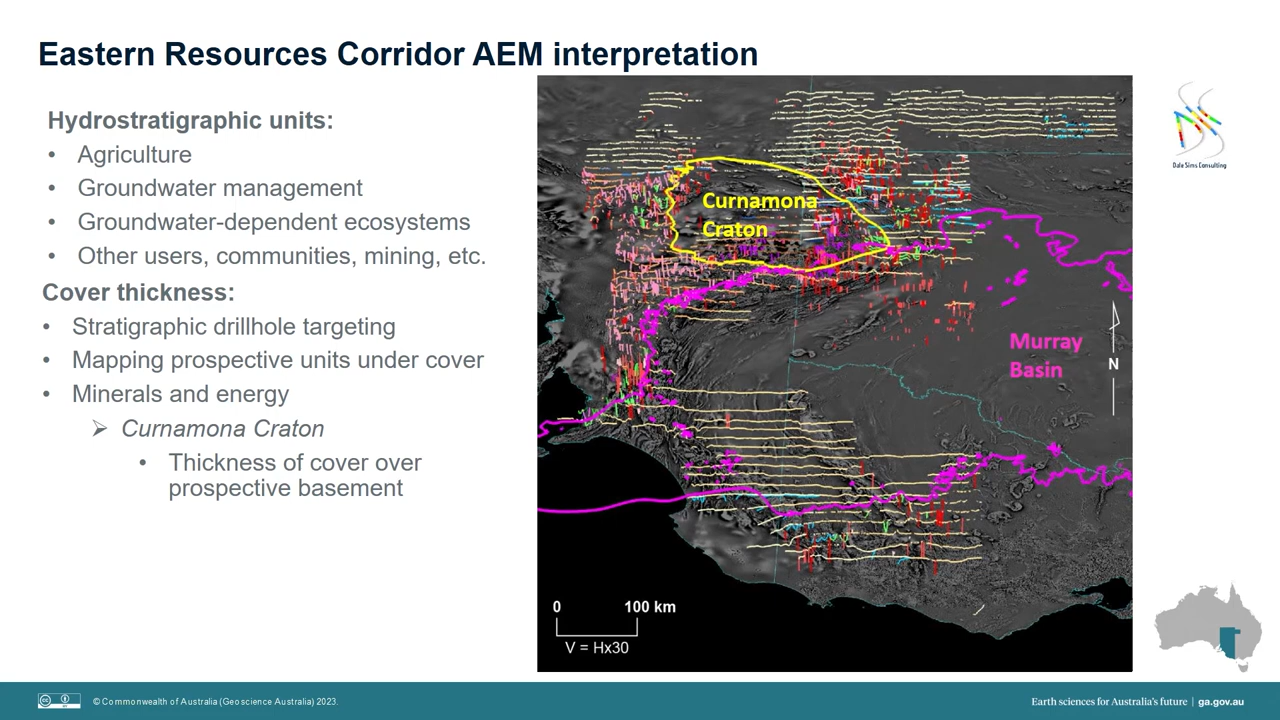 Eastern Resources Corridor AEM interpretation
Hydrostratigraphic units:
• Agriculture
• Groundwater management
• Groundwater-dependent ecosystems
• Other users, communities, mining, etc.
Cover thickness:
• Stratigraphic drillhole targeting
• Mapping prospective units under cover
• Minerals and energy
➢ Curnamona Craton
• Thickness of cover over
prospective basement
Curnamona
Craton
Murray
Basin
N
0 100 km
V = Hx30
Dale Sims Consulting
cc
BY
© Commonwealth of Australia (Geoscience Australia) 2023.
Earth sciences for Australia's future | ga.gov.au